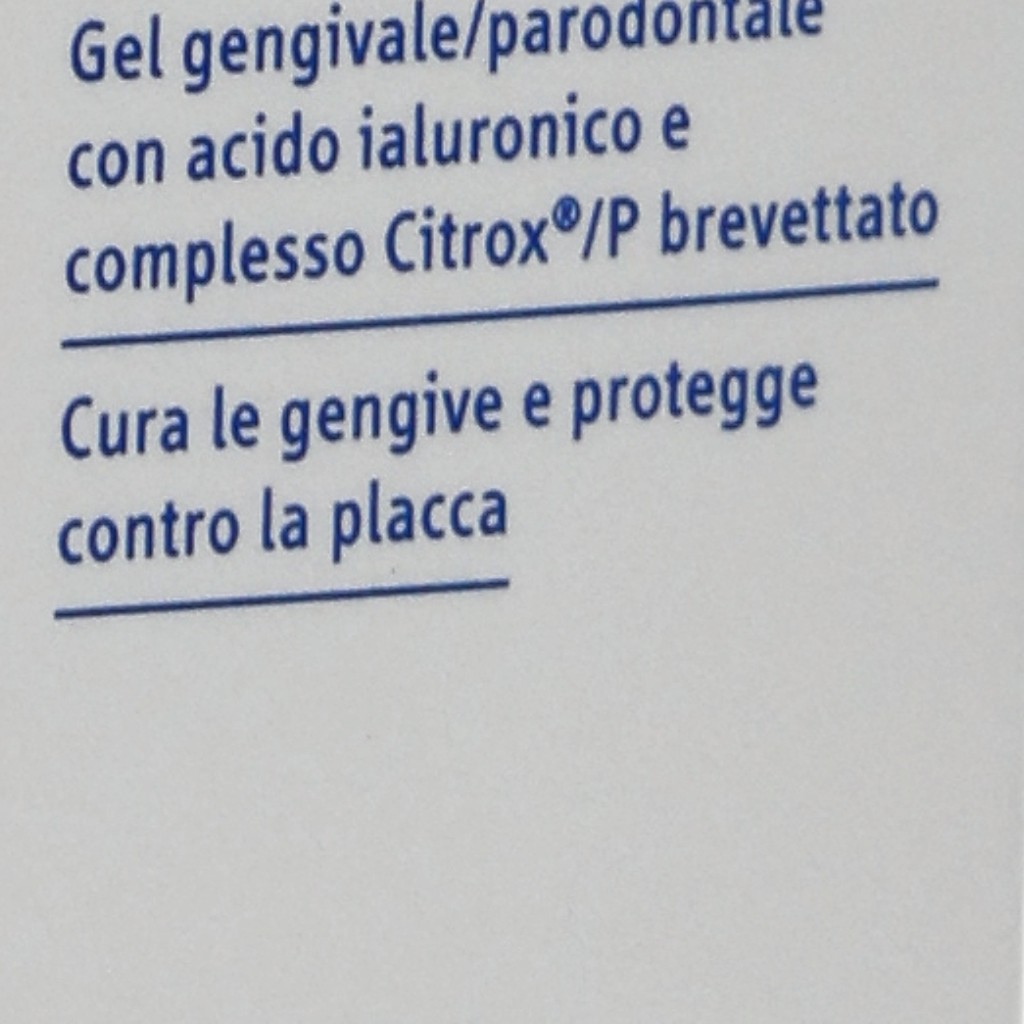 Gel gengivale/parodontale
con acido ialuronico e
complesso Citrox®/P brevettato
Cura le gengive e protegge
contro la placca